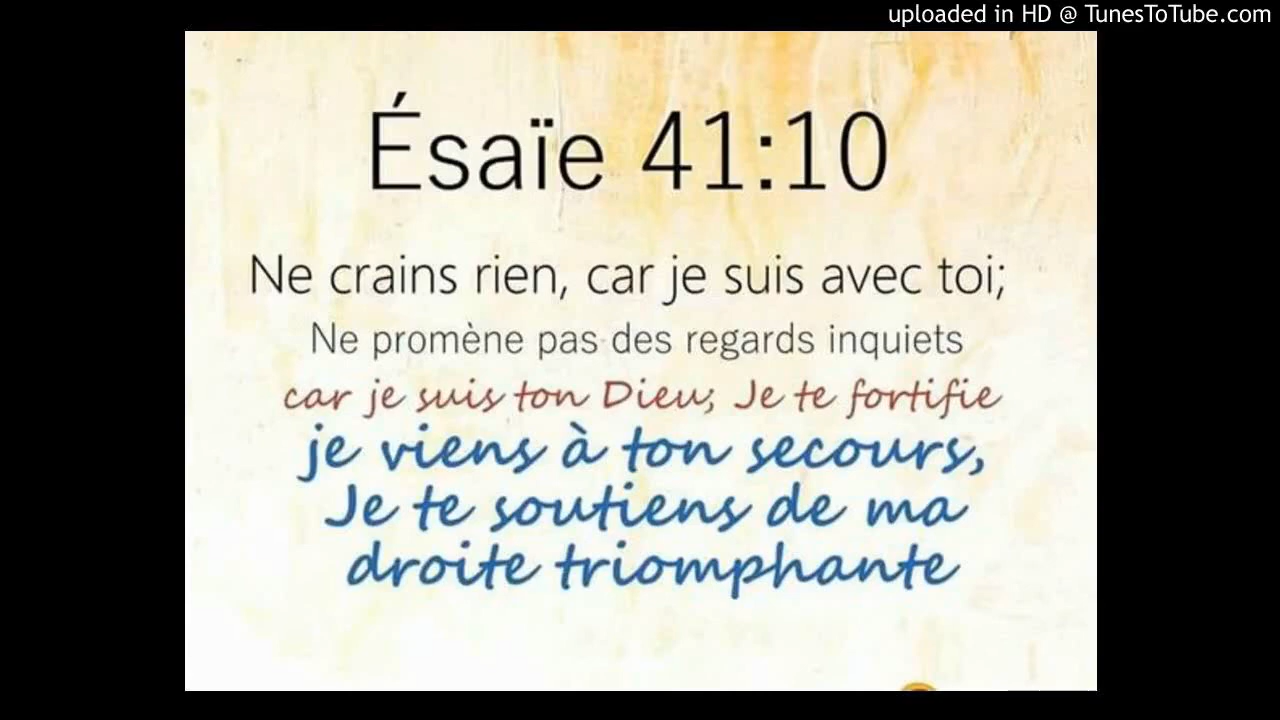 uploaded in HD @ TunesToTube.com
Ésaïe 41:10
Ne crains rien, car je suis avec toi;
Ne promène pas des regards inquiets
car je suis ton Dieu; Je te fortifie
je viens à ton secours,
Je te soutiens de ma
droite triomphante